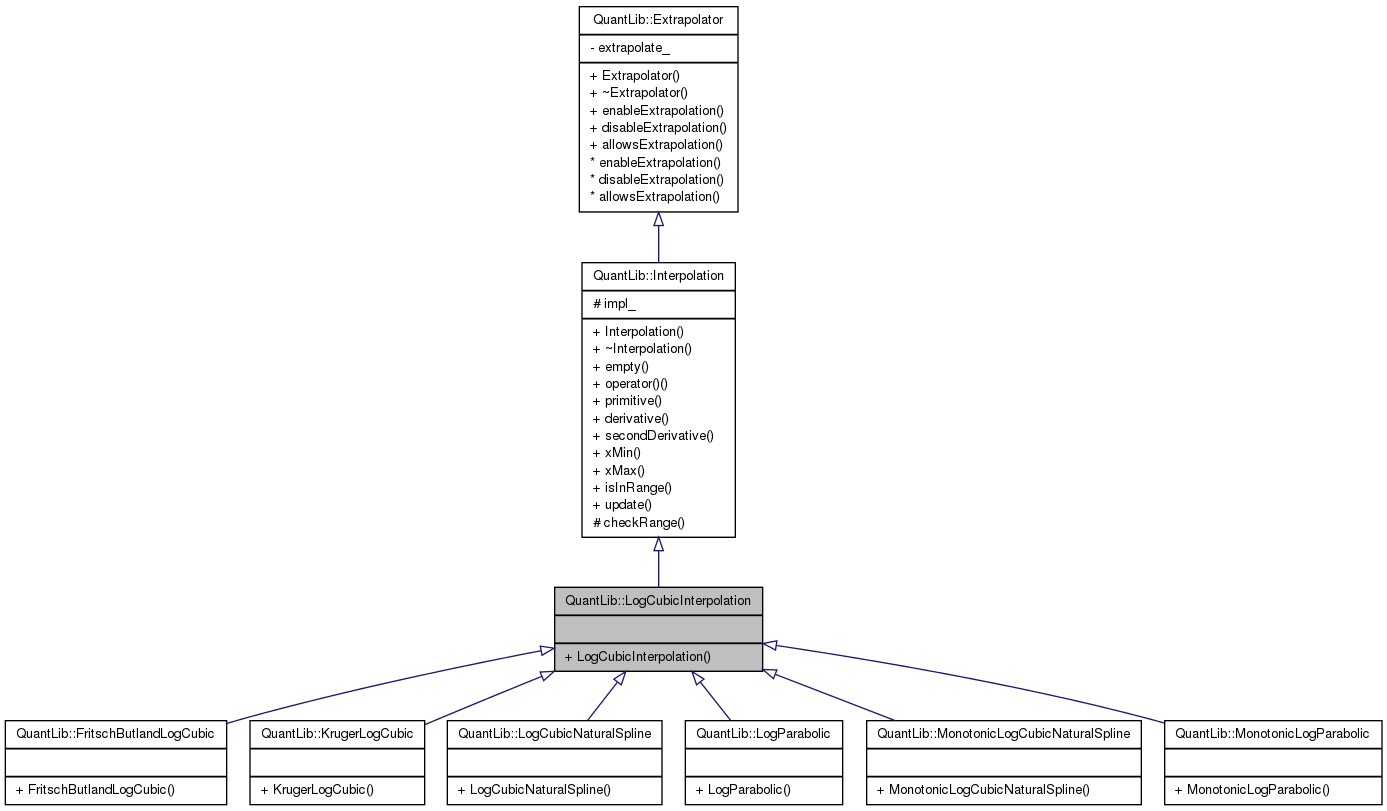 QuantLib::Extrapolator
- extrapolate_
+ Extrapolator()
+ ~Extrapolator()
+ enableExtrapolation()
+ disableExtrapolation()
+ allowsExtrapolation()
* enableExtrapolation()
* disableExtrapolation()
* allowsExtrapolation()
QuantLib::Interpolation
# impl_
+ Interpolation()
+ ~Interpolation()
+ empty()
+ operator()()
+ primitive()
+ derivative()
+ secondDerivative()
+ xMin()
+ xMax()
+ isInRange()
+ update()
# checkRange()
QuantLib::LogCubicInterpolation
+ LogCubicInterpolation()
QuantLib::FritschButlandLogCubic
+ FritschButlandLogCubic()
QuantLib::KrugerLogCubic
+ KrugerLogCubic()
QuantLib::LogCubicNaturalSpline
+ LogCubicNaturalSpline()
QuantLib::LogParabolic
+ LogParabolic()
QuantLib::MonotonicLogCubicNaturalSpline
+ MonotonicLogCubicNaturalSpline()
QuantLib::MonotonicLogParabolic
+ MonotonicLogParabolic()